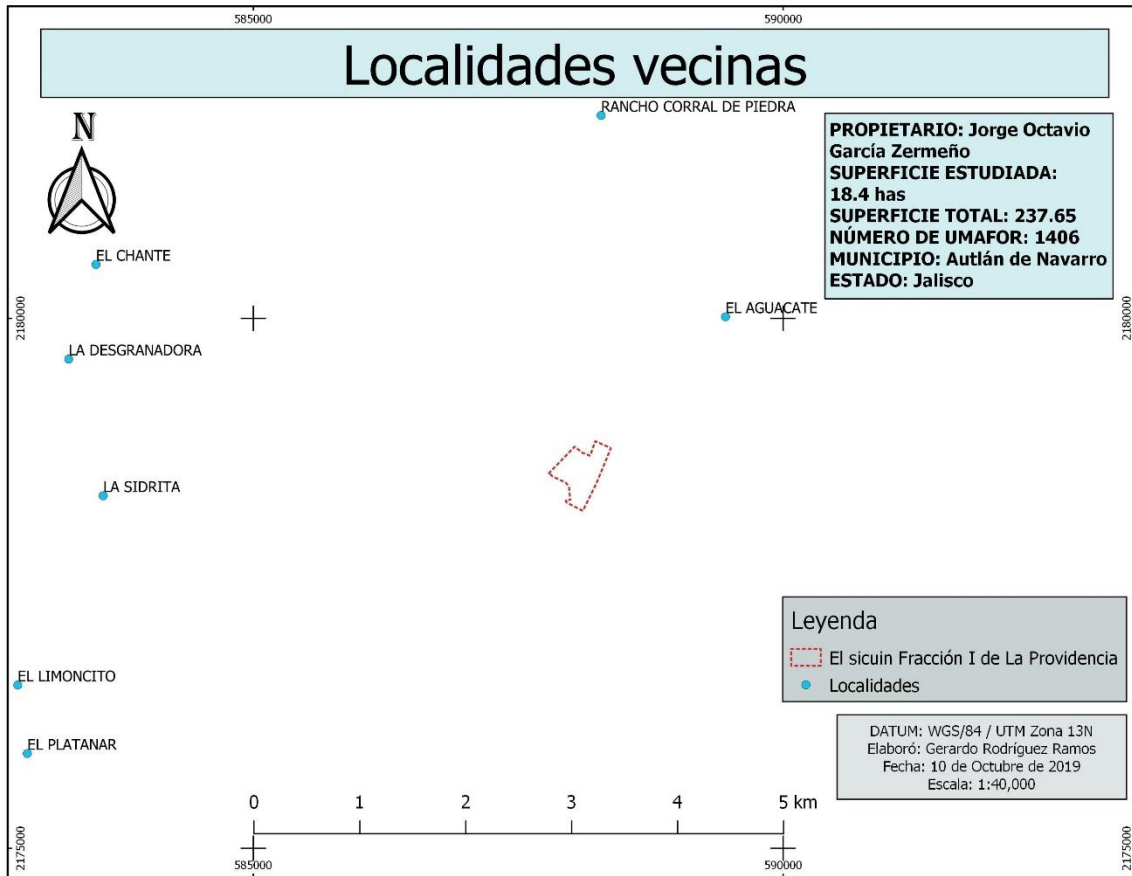 585000
590000
Localidades vecinas
N
RANCHO CORRAL DE PIEDRA
PROPIETARIO: Jorge Octavio
García Zermeño
SUPERFICIE ESTUDIADA:
18.4 has
SUPERFICIE TOTAL: 237.65
NÚMERO DE UMAFOR: 1406
MUNICIPIO: Autlán de Navarro
ESTADO: Jalisco
EL CHANTE
EL AGUACATE
2180000
2180000
LA DESGRANADORA
LA SIDRITA
Leyenda
El sicuin Fracción I de La Providencia
Localidades
EL LIMONCITO
EL PLATANAR
DATUM: WGS/84 / UTM Zona 13N
Elaboró: Gerardo Rodríguez Ramos
Fecha: 10 de Octubre de 2019
Escala: 1:40,000
0 1 2 3 4 5 km
2175000
2175000
585000
590000